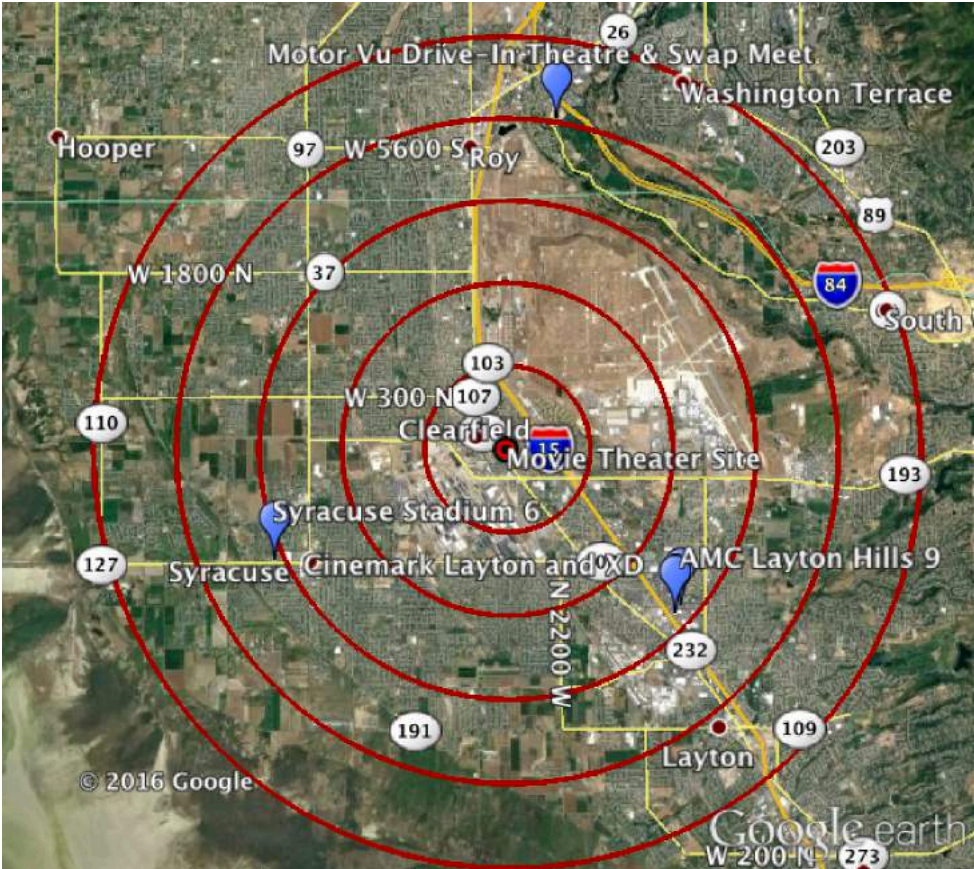 26
Motor Vu Drive-In Theatre & Swap Meet
Washington Terrace
Hooper
97
W 5600 S
Roy
203
89
W 1800 N
37
84
South
103
W 300 N
107
110
Clearfield
15
Movie Theater Site
193
Syracuse Stadium 6
127
Syracuse
Cinemark Layton and XD
AMC Layton Hills 9
N 2200 W
232
191
109
Layton
© 2016 Google
Google earth
W 200 N
273